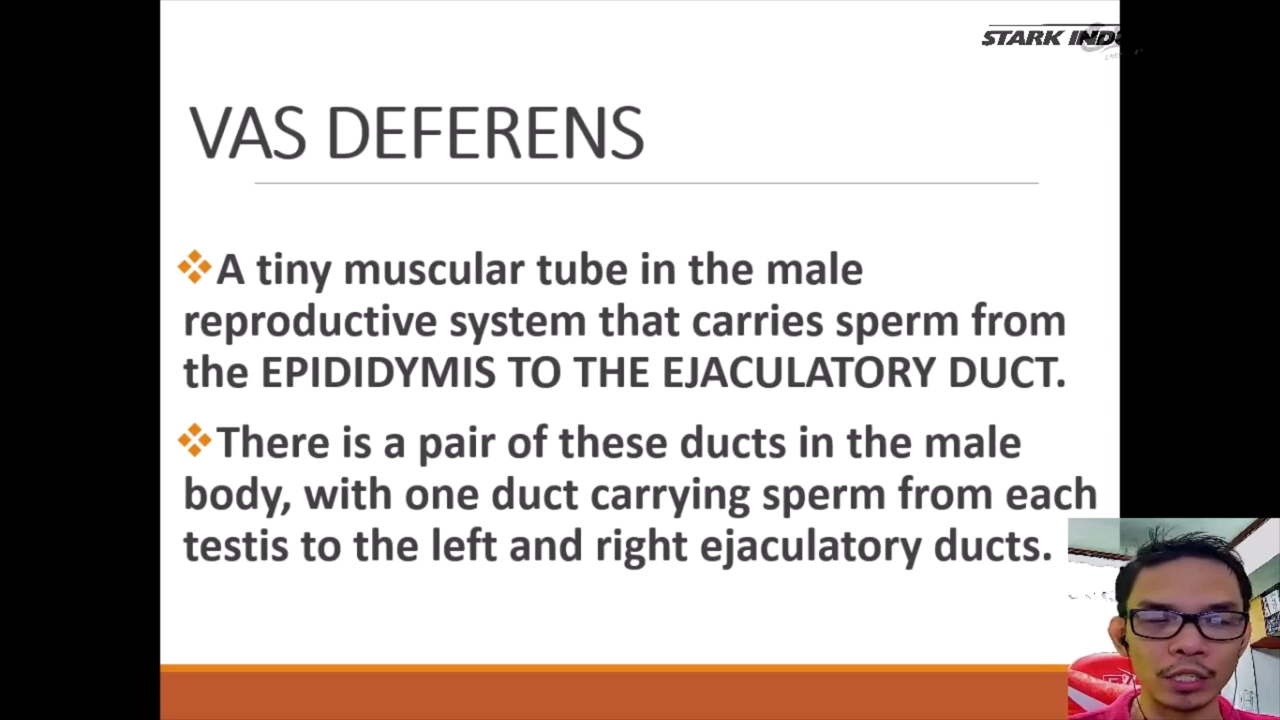 STARK IND
VAS DEFERENS
❖A tiny muscular tube in the male
reproductive system that carries sperm from
the EPIDIDYMIS TO THE EJACULATORY DUCT.
❖There is a pair of these ducts in the male
body, with one duct carrying sperm from each
testis to the left and right ejaculatory ducts.